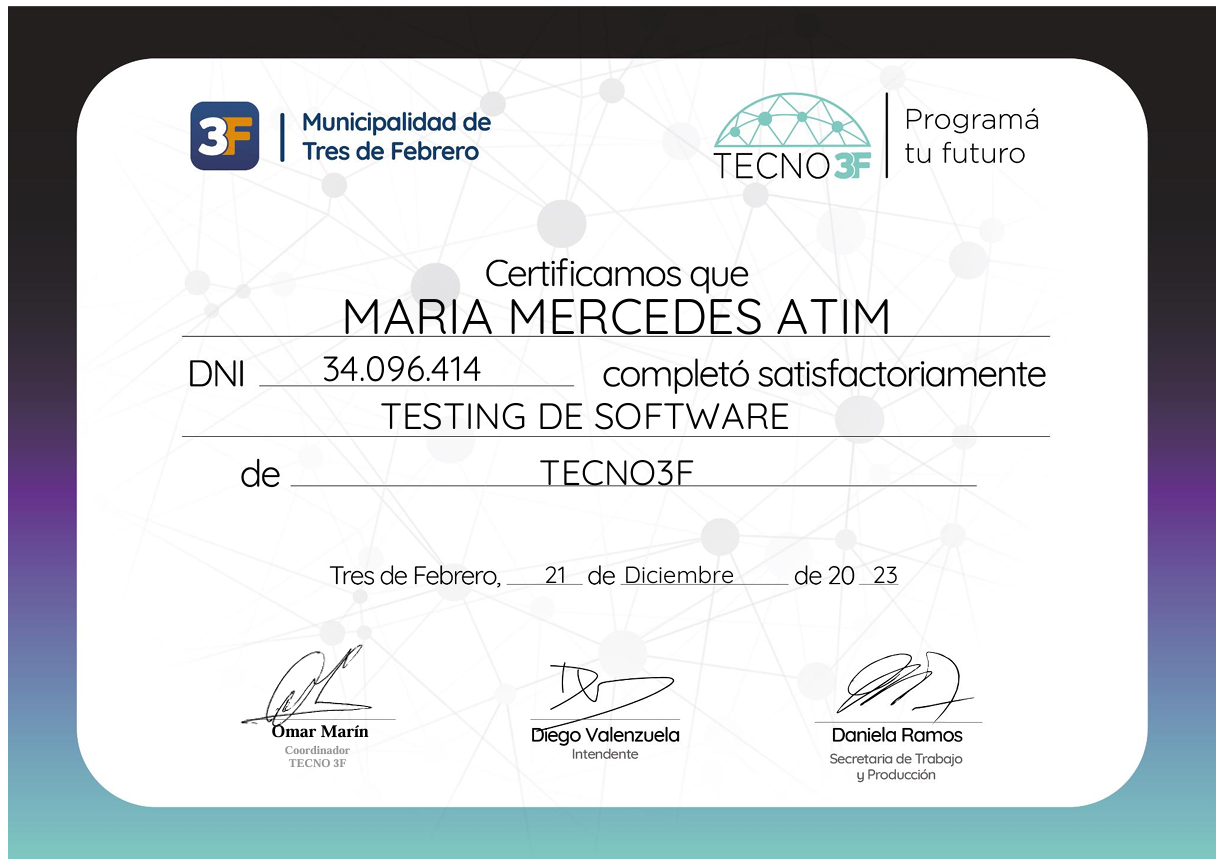 3F
Municipalidad de
Tres de Febrero
TECNO3F
Programá
tu futuro
Certificamos que
MARIA MERCEDES ATIM
DNI 34.096.414 completó satisfactoriamente
TESTING DE SOFTWARE
de TECNO3F
Tres de Febrero, 21 de Diciembre de 20 23
Omar Marín
Coordinador
TECNO 3F
Diego Valenzuela
Intendente
Daniela Ramos
Secretaria de Trabajo
y Producción